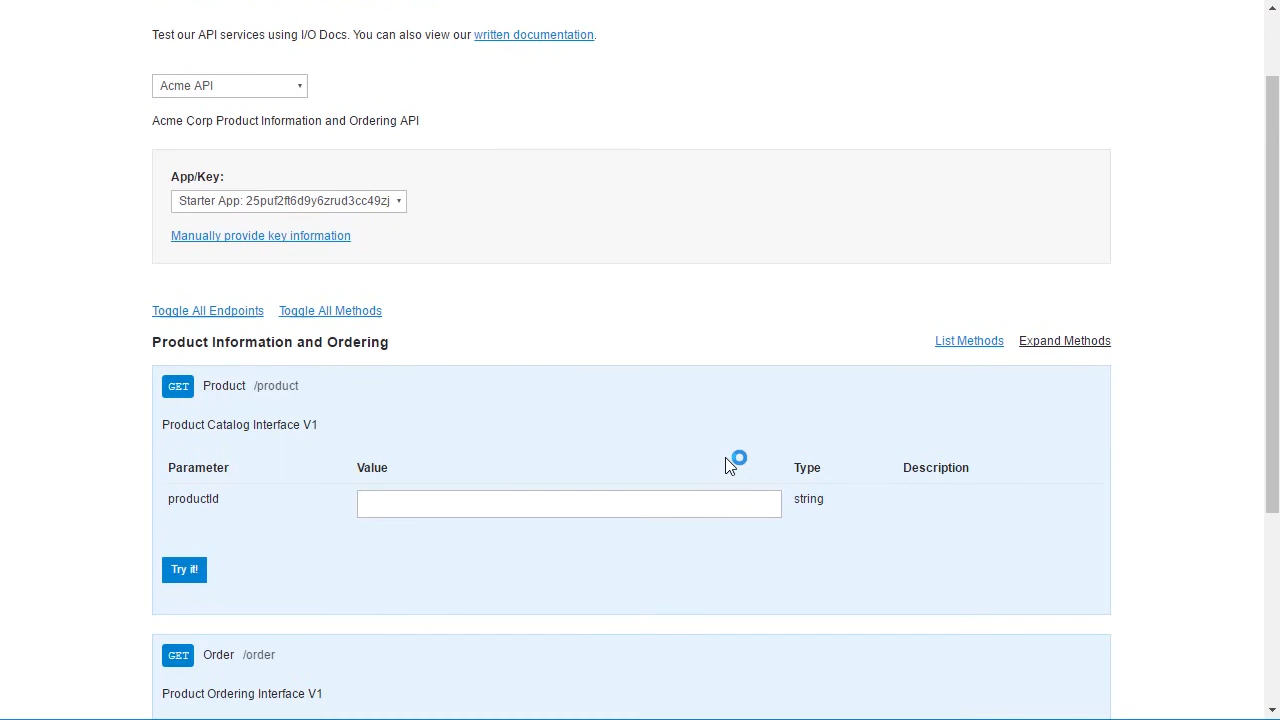 Test our API services using I/O Docs. You can also view our written documentation.
Acme API
Acme Corp Product Information and Ordering API
App/Key:
Starter App: 25puf2ft6d9y6zrud3cc49zj
Manually provide key information
Toggle All Endpoints Toggle All Methods
Product Information and Ordering List Methods Expand Methods
GET Product /product
Product Catalog Interface V1
Parameter Value Type Description
productId string
Try it!
GET Order /order
Product Ordering Interface V1